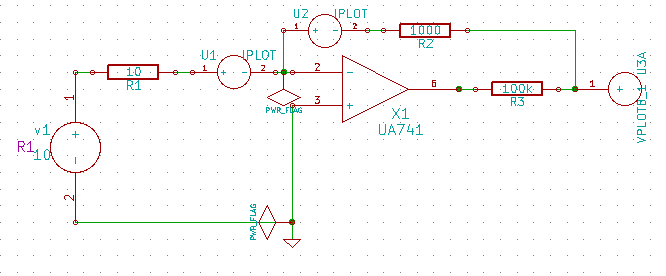 U2 IPLOT
1 2
1000
R2
U1 IPLOT
10
R1
1 2
2
3
PWR_FLAG
6
X1
UA741
100k
R3
1
VPLOT8_1 U3A
1
v1
R1
10
2
PWR_FLAG